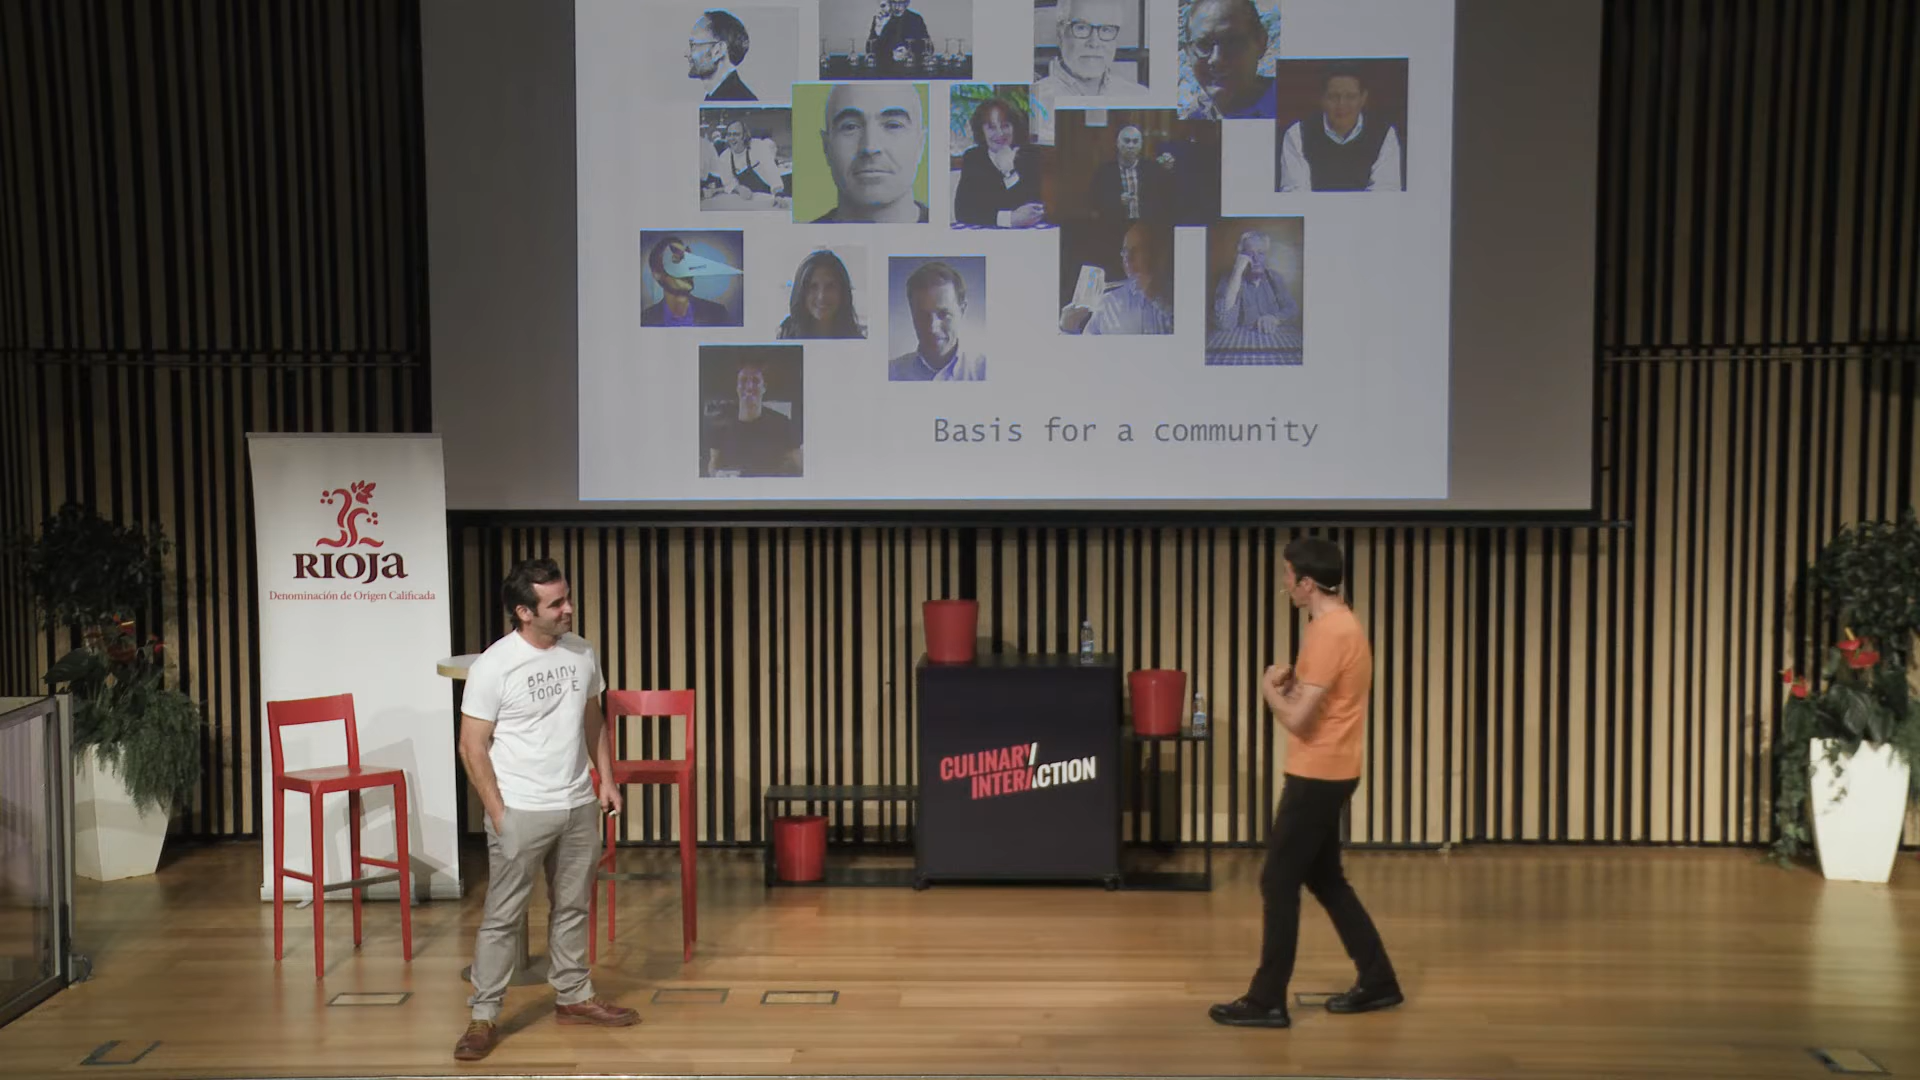 Basis for a community
RIOJa
Denominación de Origen Calificada
BRAINY
TONG E
CULINARY
INTERACTION